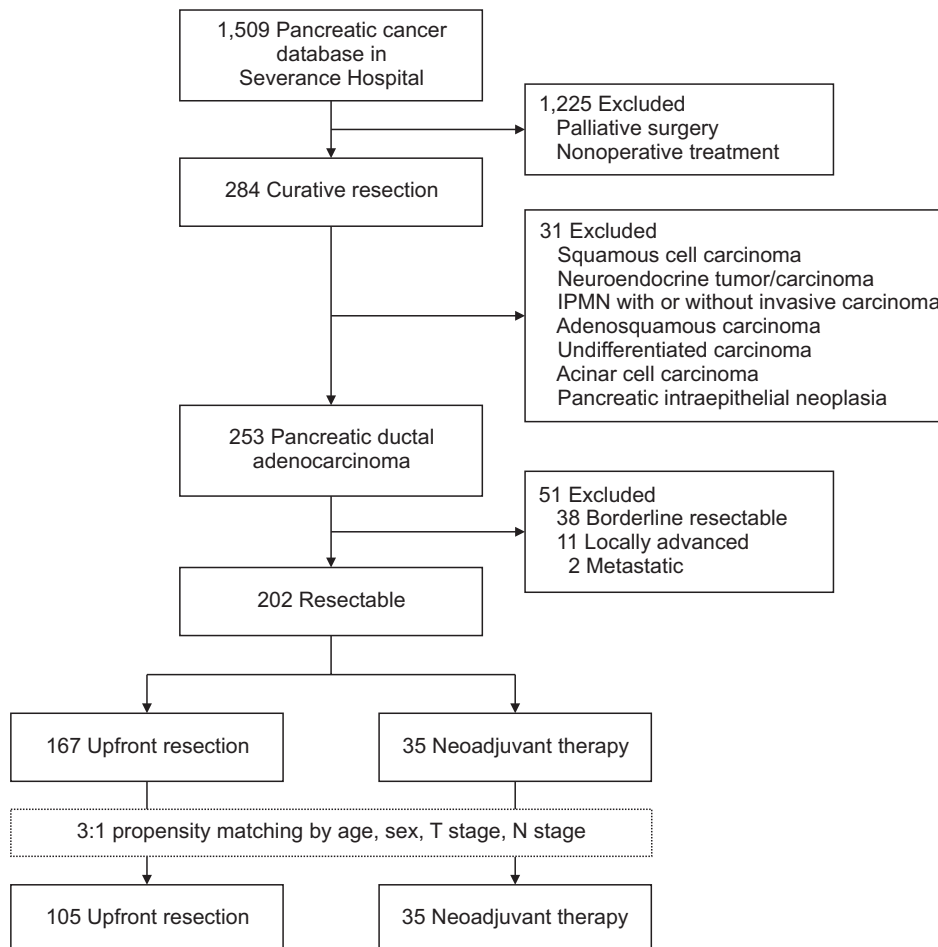 1,509 Pancreatic cancer
database in
Severance Hospital
1,225 Excluded
Palliative surgery
Nonoperative treatment
284 Curative resection
31 Excluded
Squamous cell carcinoma
Neuroendocrine tumor/carcinoma
IPMN with or without invasive carcinoma
Adenosquamous carcinoma
Undifferentiated carcinoma
Acinar cell carcinoma
Pancreatic intraepithelial neoplasia
253 Pancreatic ductal
adenocarcinoma
51 Excluded
38 Borderline resectable
11 Locally advanced
2 Metastatic
202 Resectable
167 Upfront resection
35 Neoadjuvant therapy
3:1 propensity matching by age, sex, T stage, N stage
105 Upfront resection
35 Neoadjuvant therapy